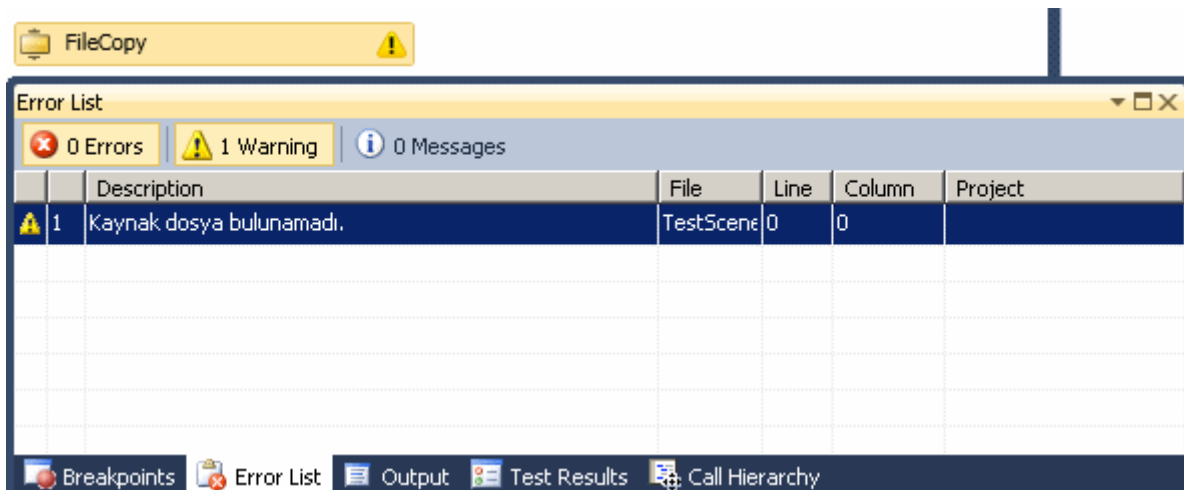 FileCopy
Error List
0 Errors 1 Warning 0 Messages
Description File Line Column Project
1 Kaynak dosya bulunamadı. TestScene 0 0
Breakpoints Error List Output Test Results Call Hierarchy